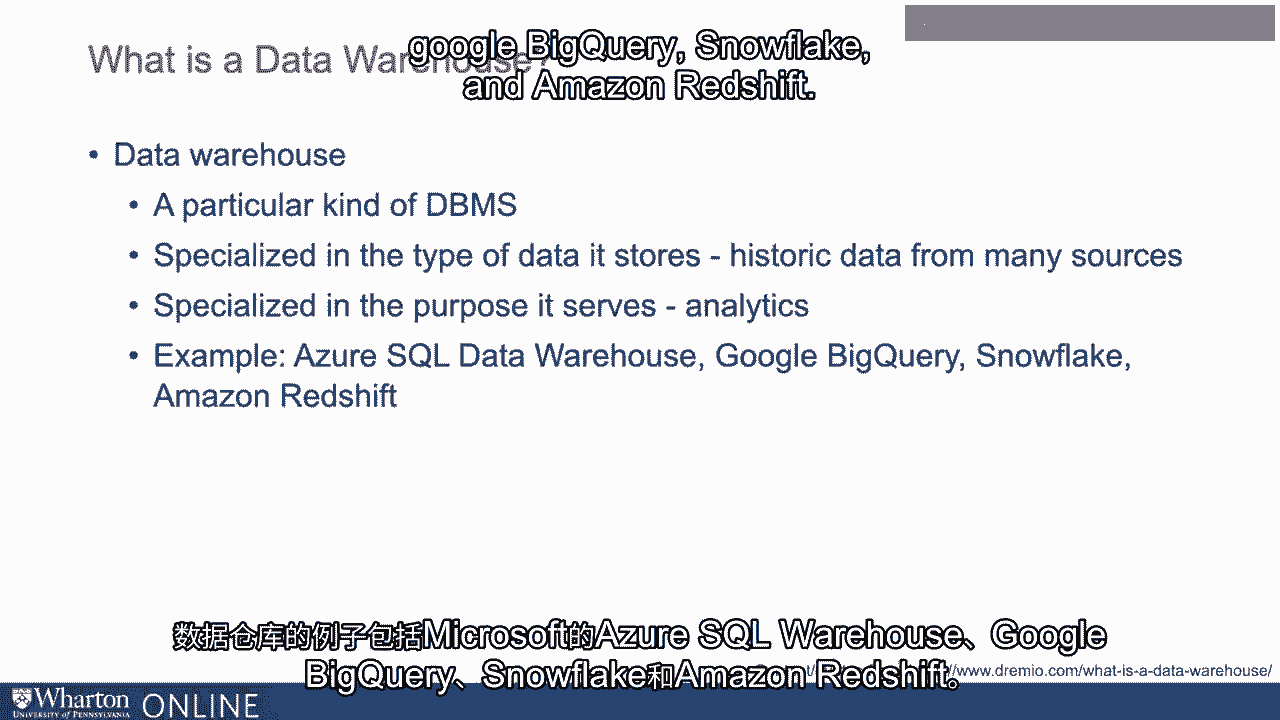 What is a Data Warehouse?
google BigQuery, Snowflake,
and Amazon Redshift.
• Data warehouse
• A particular kind of DBMS
• Specialized in the type of data it stores - historic data from many sources
• Specialized in the purpose it serves - analytics
• Example: Azure SQL Data Warehouse, Google BigQuery, Snowflake,
Amazon Redshift
数据仓库的例子包括Microsoft的Azure SQL Warehouse、Google
BigQuery、Snowflake和Amazon Redshift。
//www.dremio.com/what-is-a-data-warehouse/
Wharton ONLINE
UNIVERSITY of PENNSYLVANIA